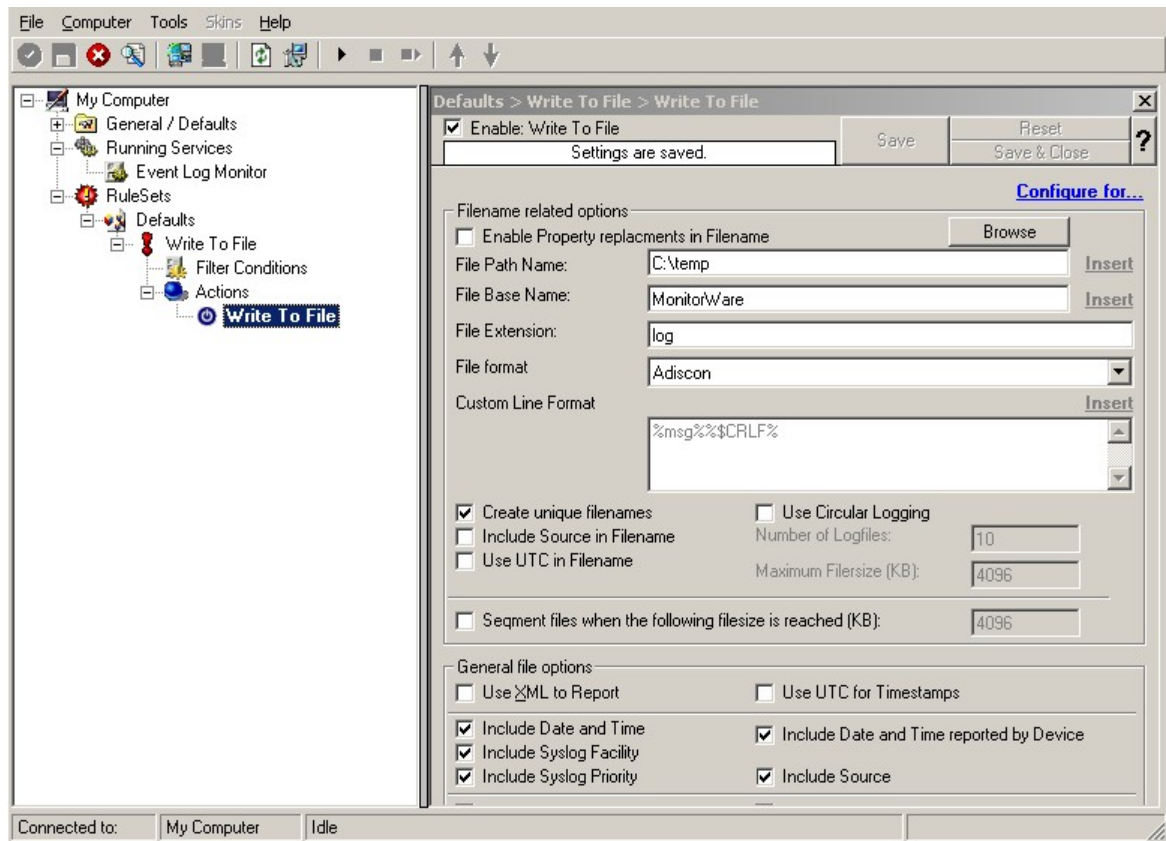 File Computer Tools Skins Help
My Computer
General / Defaults
Running Services
Event Log Monitor
RuleSets
Defaults
Write To File
Filter Conditions
Actions
Write To File
Defaults > Write To File > Write To File
Enable: Write To File
Settings are saved.
Save
Reset
Save & Close
?
Configure for...
Filename related options
Enable Property replacments in Filename
Browse
File Path Name: C:\temp Insert
File Base Name: MonitorWare Insert
File Extension: log
File format Adiscon
Custom Line Format Insert
%msg%%$CRLF%
Create unique filenames Use Circular Logging
Include Source in Filename Number of Logfiles: 10
Use UTC in Filename
Maximum Filersize (KB): 4096
Seqment files when the following filesize is reached (KB): 4096
General file options
Use XML to Report Use UTC for Timestamps
Include Date and Time Include Date and Time reported by Device
Include Syslog Facility
Include Syslog Priority Include Source
Connected to: My Computer Idle